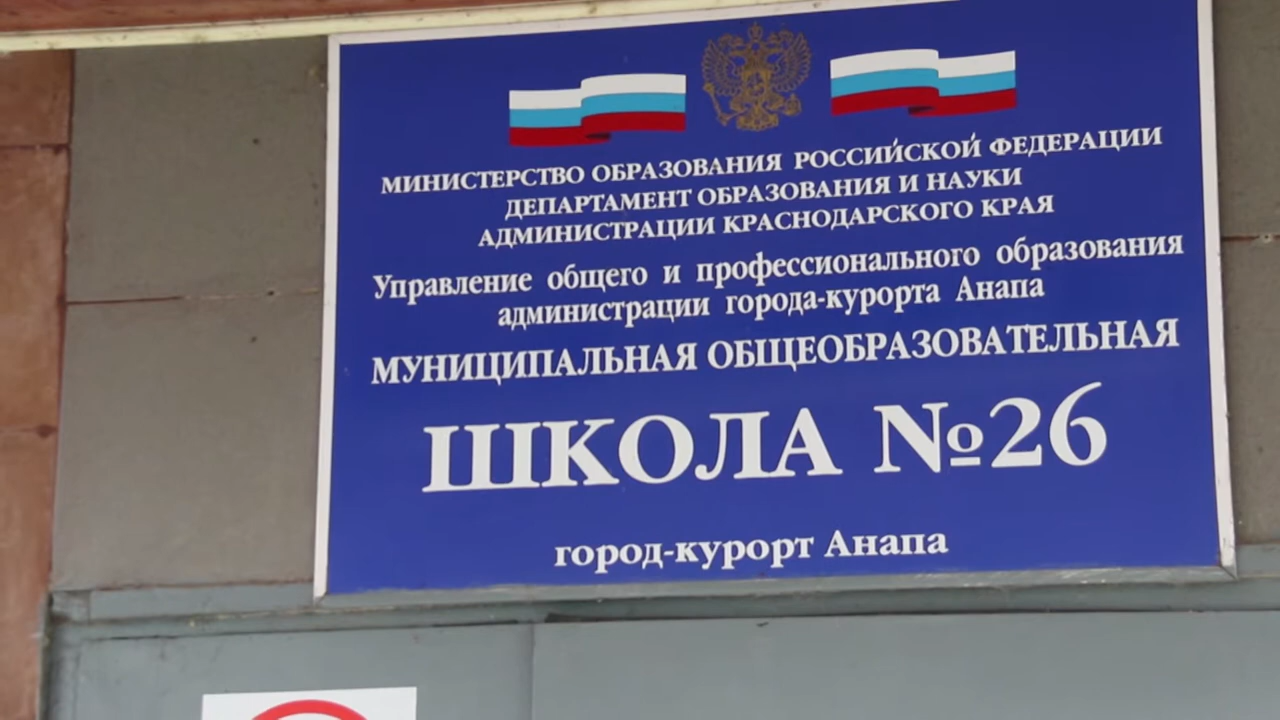 МИНИСТЕРСТВО ОБРАЗОВАНИЯ РОССИЙСКОЙ ФЕДЕРАЦИИ
ДЕПАРТАМЕНТ ОБРАЗОВАНИЯ И НАУКИ
АДМИНИСТРАЦИИ КРАСНОДАРСКОГО КРАЯ
Управление общего и профессионального образования
администрации города-курорта Анапа
МУНИЦИПАЛЬНАЯ ОБЩЕОБРАЗОВАТЕЛЬНАЯ
ШКОЛА №26
город-курорт Анапа